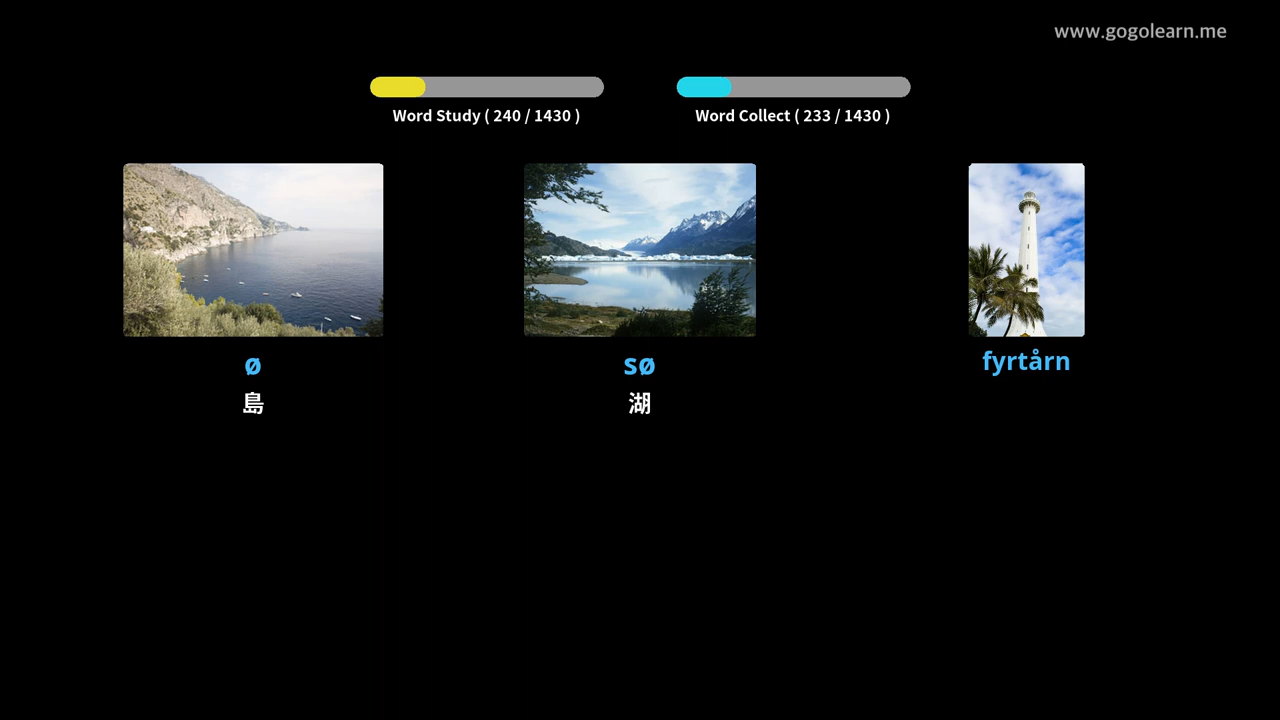 www.gogolearn.me
Word Study ( 240 / 1430 )
Word Collect ( 233 / 1430 )
ø
島
sø
湖
fyrtårn